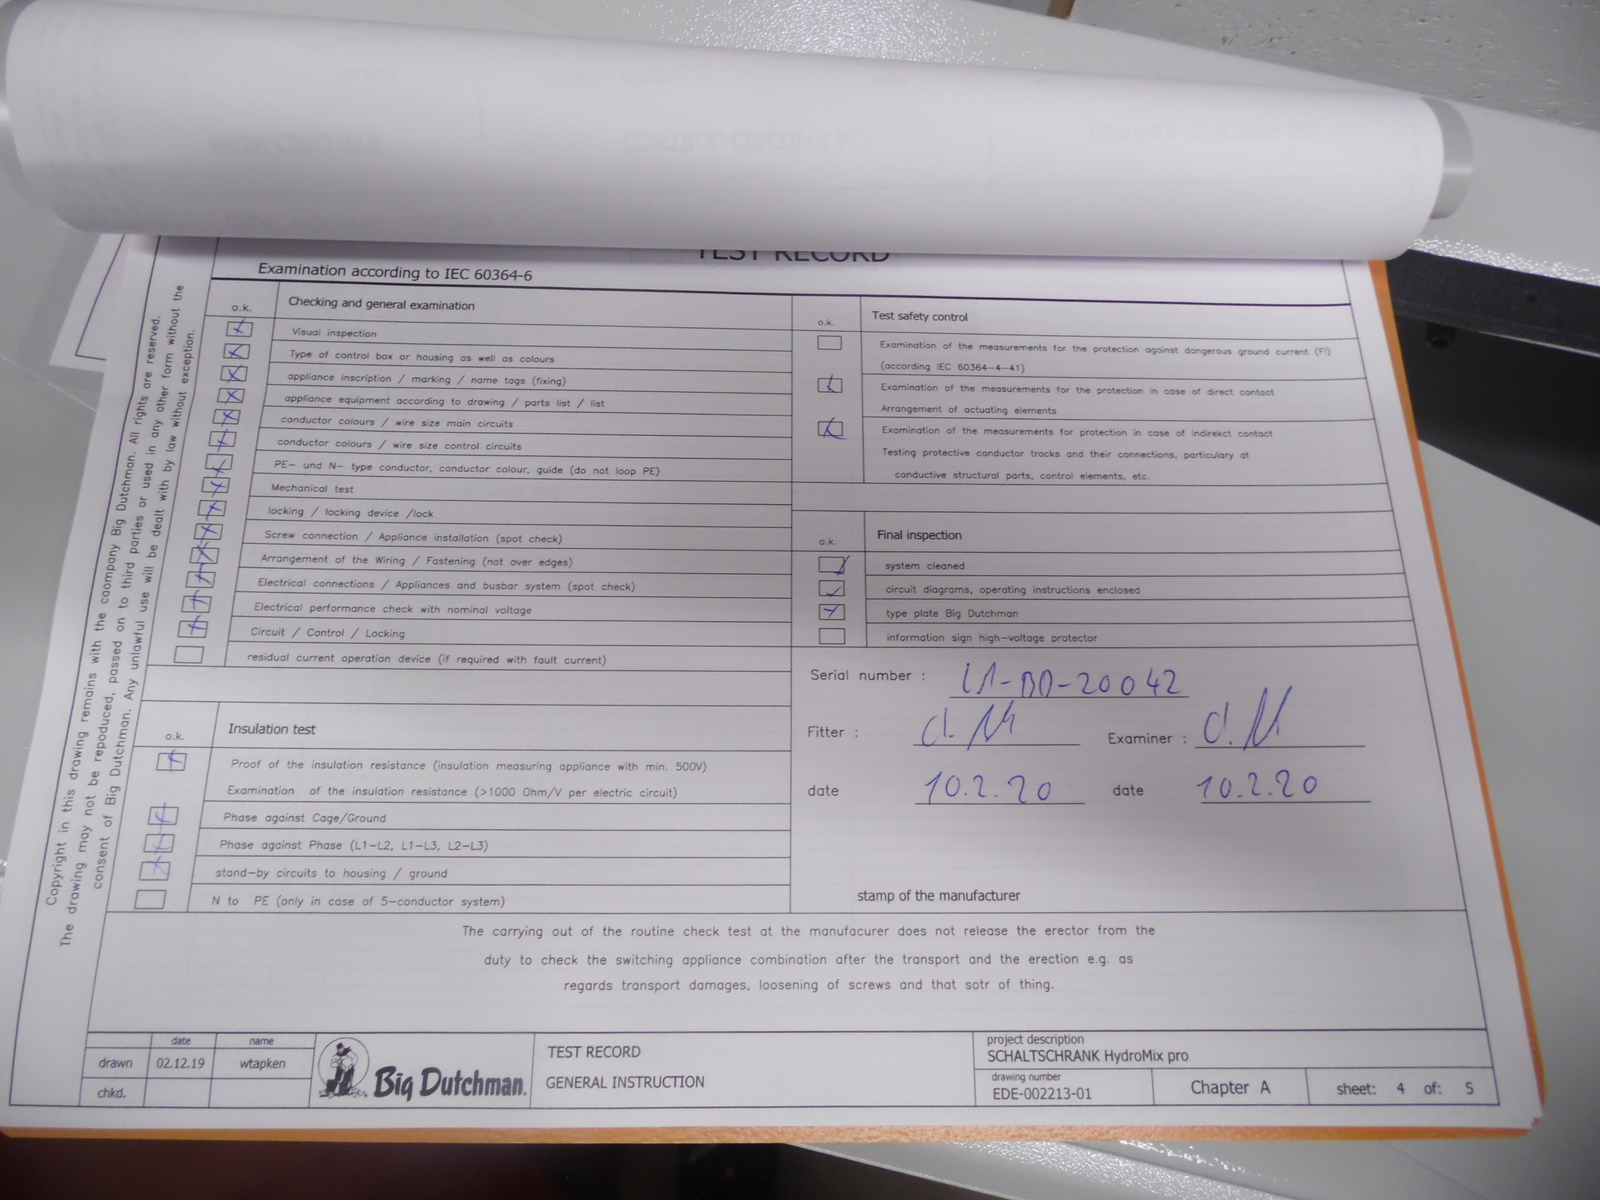 TEST RECORD
Examination according to IEC 60364-6
o.k.
Checking and general examination
Visual inspection
Type of control box or housing as well as colours
appliance inscription / marking / name tags (fixing)
appliance equipment according to drawing / parts list / list
conductor colours / wire size main circuits
conductor colours / wire size control circuits
PE- und N- type conductor, conductor colour, guide (do not loop PE)
Mechanical test
locking / locking device /lock
Screw connection / Appliance installation (spot check)
Arrangement of the Wiring / Fastening (not over edges)
Electrical connections / Appliances and busbar system (spot check)
Electrical performance check with nominal voltage
Circuit / Control / Locking
residual current operation device (if required with fault current)
o.k.
Insulation test
Proof of the insulation resistance (insulation measuring appliance with min. 500V)
Examination of the insulation resistance (>1000 Ohm/V per electric circuit)
Phase against Cage/Ground
Phase against Phase (L1-L2, L1-L3, L2-L3)
stand-by circuits to housing / ground
N to PE (only in case of 5-conductor system)
o.k.
Test safety control
Examination of the measurements for the protection against dangerous ground current (FI)
(according IEC 60364-4-41)
Examination of the measurements for the protection in case of direct contact
Arrangement of actuating elements
Examination of the measurements for protection in case of indirekct contact
Testing protective conductor tracks and their connections, particulary at
conductive structural parts, control elements, etc.
o.k.
Final inspection
system cleaned
circuit diagrams, operating instructions enclosed
type plate Big Dutchman
information sign high-voltage protector
Serial number : LA-BD-20042
Fitter :
Examiner :
date 10.2.20 date 10.2.20
stamp of the manufacturer
The carrying out of the routine check test at the manufacurer does not release the erector from the
duty to check the switching appliance combination after the transport and the erection e.g. as
regards transport damages, loosening of screws and that sotr of thing.
Copyright in this drawing remains with the coompany Big Dutchman. All rights are reserved.
The drawing may not be repoduced, passed on to third parties or used in any other form without the
consent of Big Dutchman. Any unlawful use will be dealt with by law without exception.
date name
drawn 02.12.19 wtapken
chkd.
Big Dutchman.
TEST RECORD
GENERAL INSTRUCTION
project description
SCHALTSCHRANK HydroMix pro
drawing number
EDE-002213-01
Chapter A
sheet: 4 of: 5